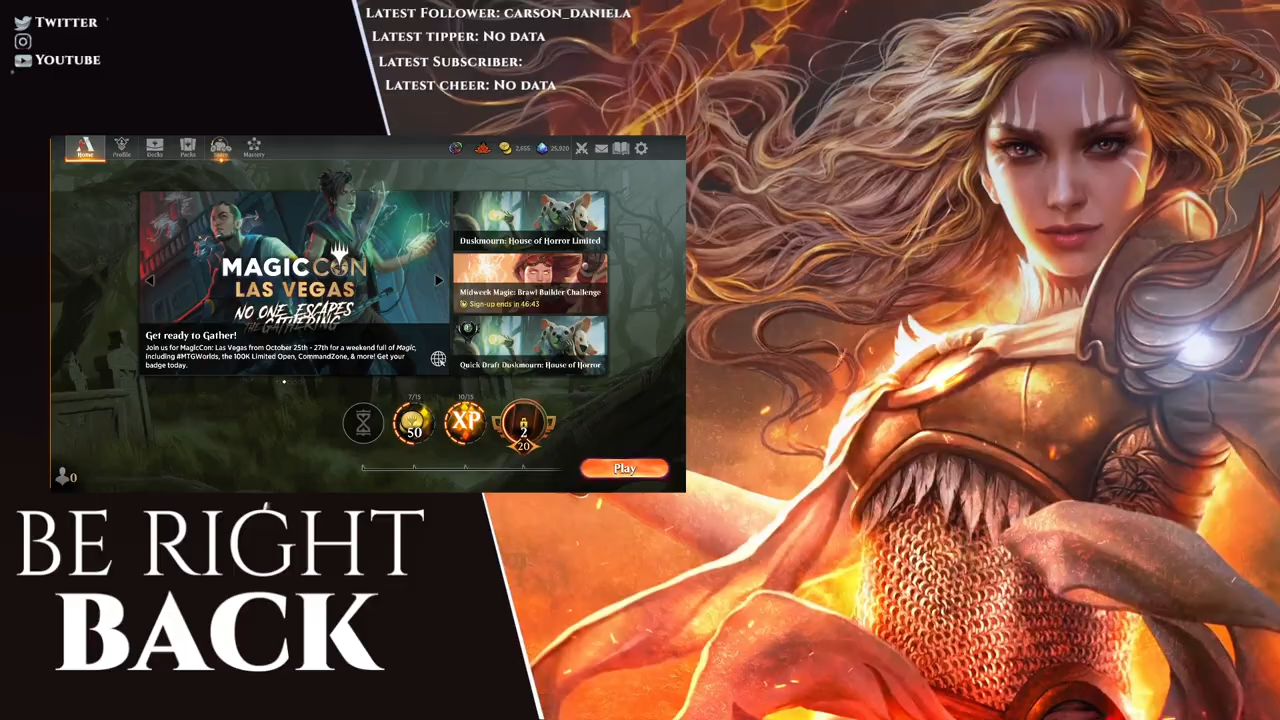 Twitter
Youtube
Latest Follower: carson_daniela
Latest tipper: No data
Latest Subscriber:
Latest cheer: No data
Home
Profile
Decks
Packs
Store
Mastery
2,655
25,920
MAGICCON
LAS VEGAS
NO ONE ESCAPES
THE GATHERING
Get ready to Gather!
Join us for MagicCon: Las Vegas from October 25th - 27th for a weekend full of Magic,
including #MTGWorlds, the 100K Limited Open, CommandZone, & more! Get your
badge today.
Duskmourn: House of Horror Limited
Midweek Magic: Brawl Builder Challenge
Sign-up ends in 46:43
Quick Draft Duskmourn: House of Horror
7/15
50
10/15
XP
2
20
0
Play
BE RIGHT
BACK